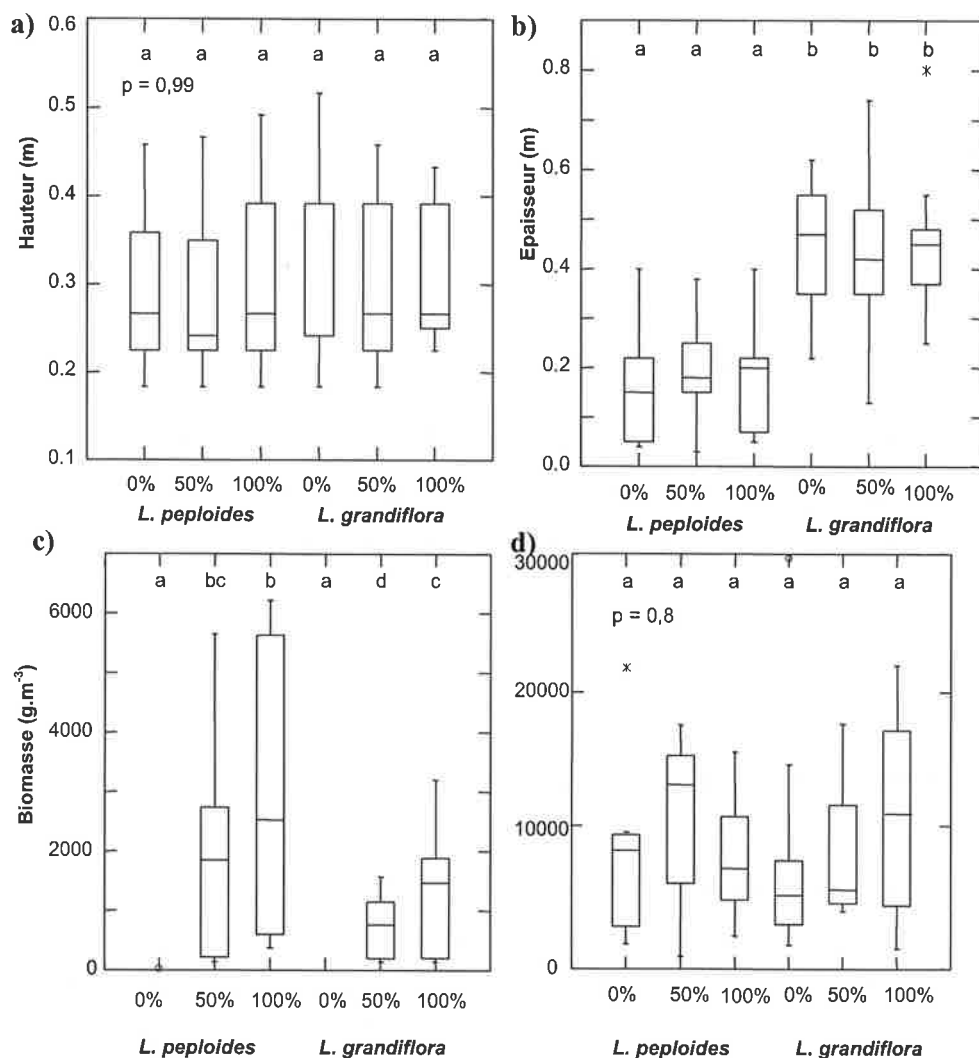 a)
0.6
a a a a a a
p = 0,99
0.5
0.4
0.3
0.2
0.1
Hauteur (m)
0% 50% 100% 0% 50% 100%
L. peploides L. grandiflora
b)
a a a b b b
0.8
0.6
0.4
0.2
0.0
Epaisseur (m)
0% 50% 100% 0% 50% 100%
L. peploides L. grandiflora
c)
a bc b a d c
6000
4000
2000
0
Biomasse (g.m-3)
0% 50% 100% 0% 50% 100%
L. peploides L. grandiflora
d)
30000
a a a a a a
p = 0,8
20000
10000
0
0% 50% 100% 0% 50% 100%
L. peploides L. grandiflora